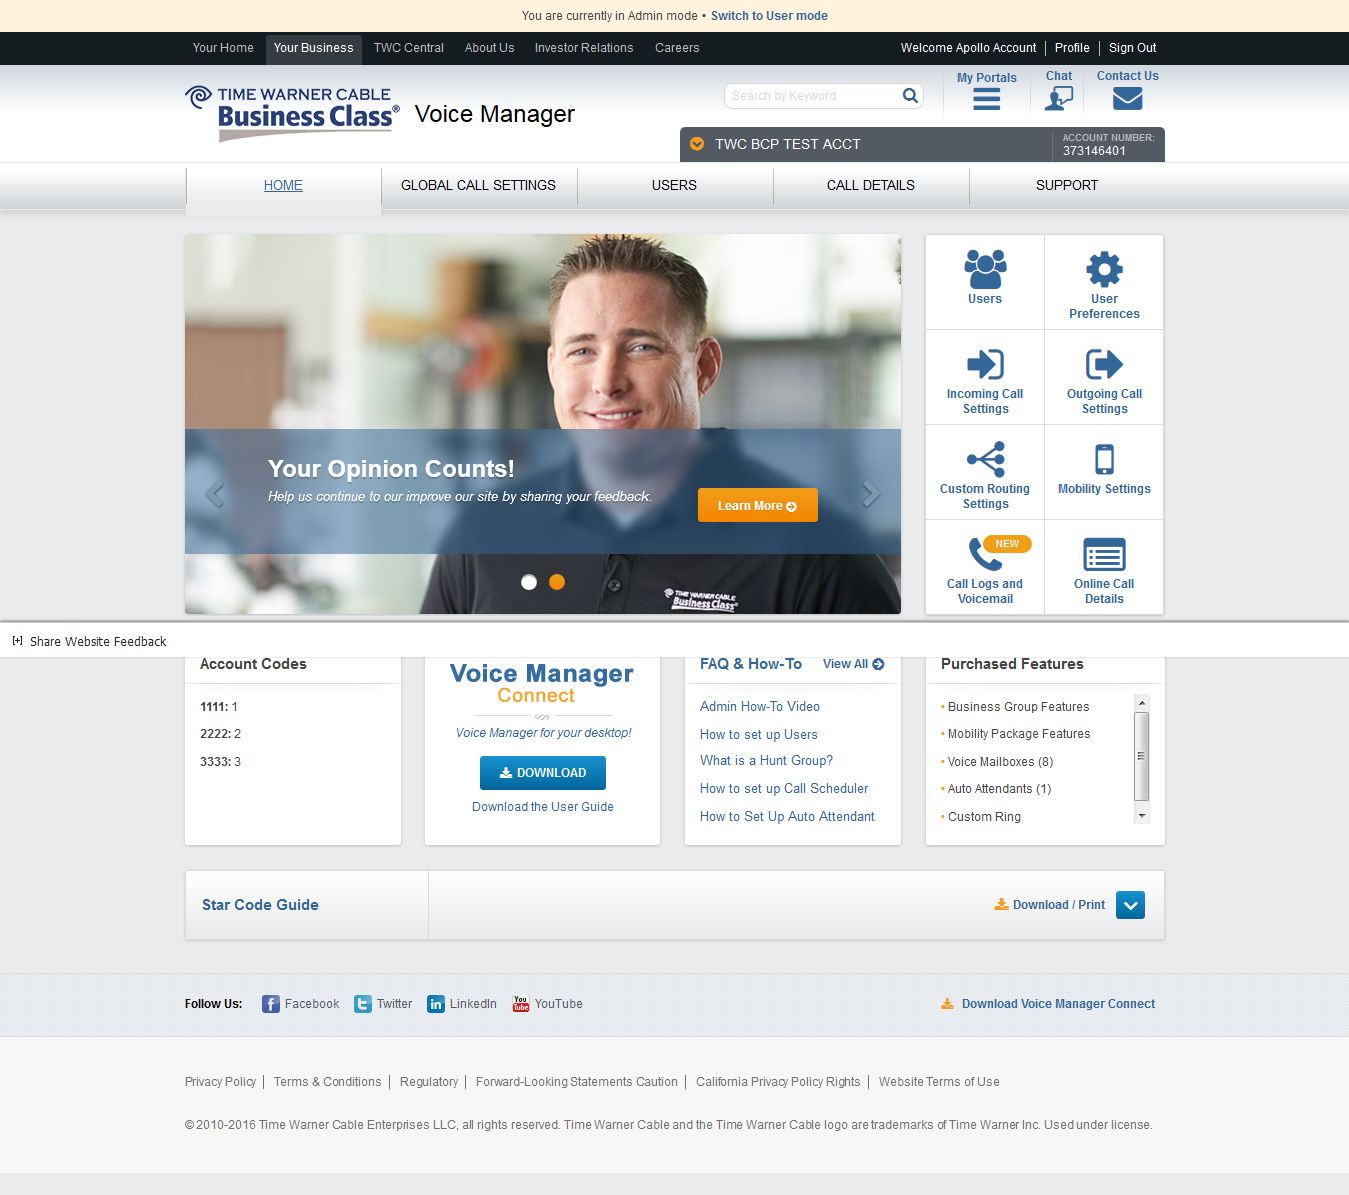 You are currently in Admin mode • Switch to User mode
Your Home Your Business TWC Central About Us Investor Relations Careers Welcome Apollo Account Profile Sign Out
TIME WARNER CABLE
Business Class®
Voice Manager
Search by Keyword
My Portals
Chat
Contact Us
TWC BCP TEST ACCT
ACCOUNT NUMBER:
373146401
HOME GLOBAL CALL SETTINGS USERS CALL DETAILS SUPPORT
Your Opinion Counts!
Help us continue to our improve our site by sharing your feedback.
Learn More
TIME WARNER CABLE
Business Class
Users
User
Preferences
Incoming Call
Settings
Outgoing Call
Settings
Custom Routing
Settings
Mobility Settings
NEW
Call Logs and
Voicemail
Online Call
Details
[+] Share Website Feedback
Account Codes
1111: 1
2222: 2
3333: 3
Voice Manager
Connect
Voice Manager for your desktop!
DOWNLOAD
Download the User Guide
FAQ & How-To View All
Admin How-To Video
How to set up Users
What is a Hunt Group?
How to set up Call Scheduler
How to Set Up Auto Attendant
Purchased Features
• Business Group Features
• Mobility Package Features
• Voice Mailboxes (8)
• Auto Attendants (1)
• Custom Ring
Star Code Guide
Download / Print
Follow Us: Facebook Twitter LinkedIn YouTube
Download Voice Manager Connect
Privacy Policy Terms & Conditions Regulatory Forward-Looking Statements Caution California Privacy Policy Rights Website Terms of Use
© 2010-2016 Time Warner Cable Enterprises LLC, all rights reserved. Time Warner Cable and the Time Warner Cable logo are trademarks of Time Warner Inc. Used under license.